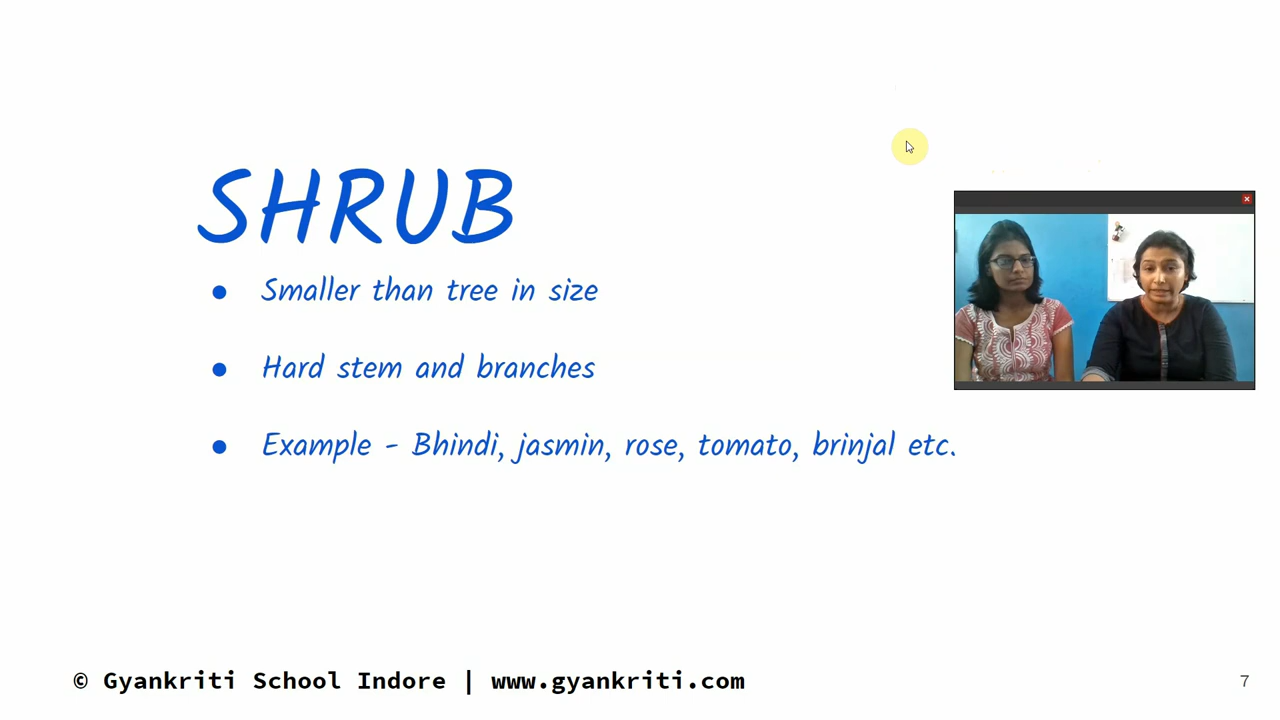 SHRUB
● Smaller than tree in size
● Hard stem and branches
● Example - Bhindi, jasmin, rose, tomato, brinjal etc.
© Gyankriti School Indore | www.gyankriti.com
7